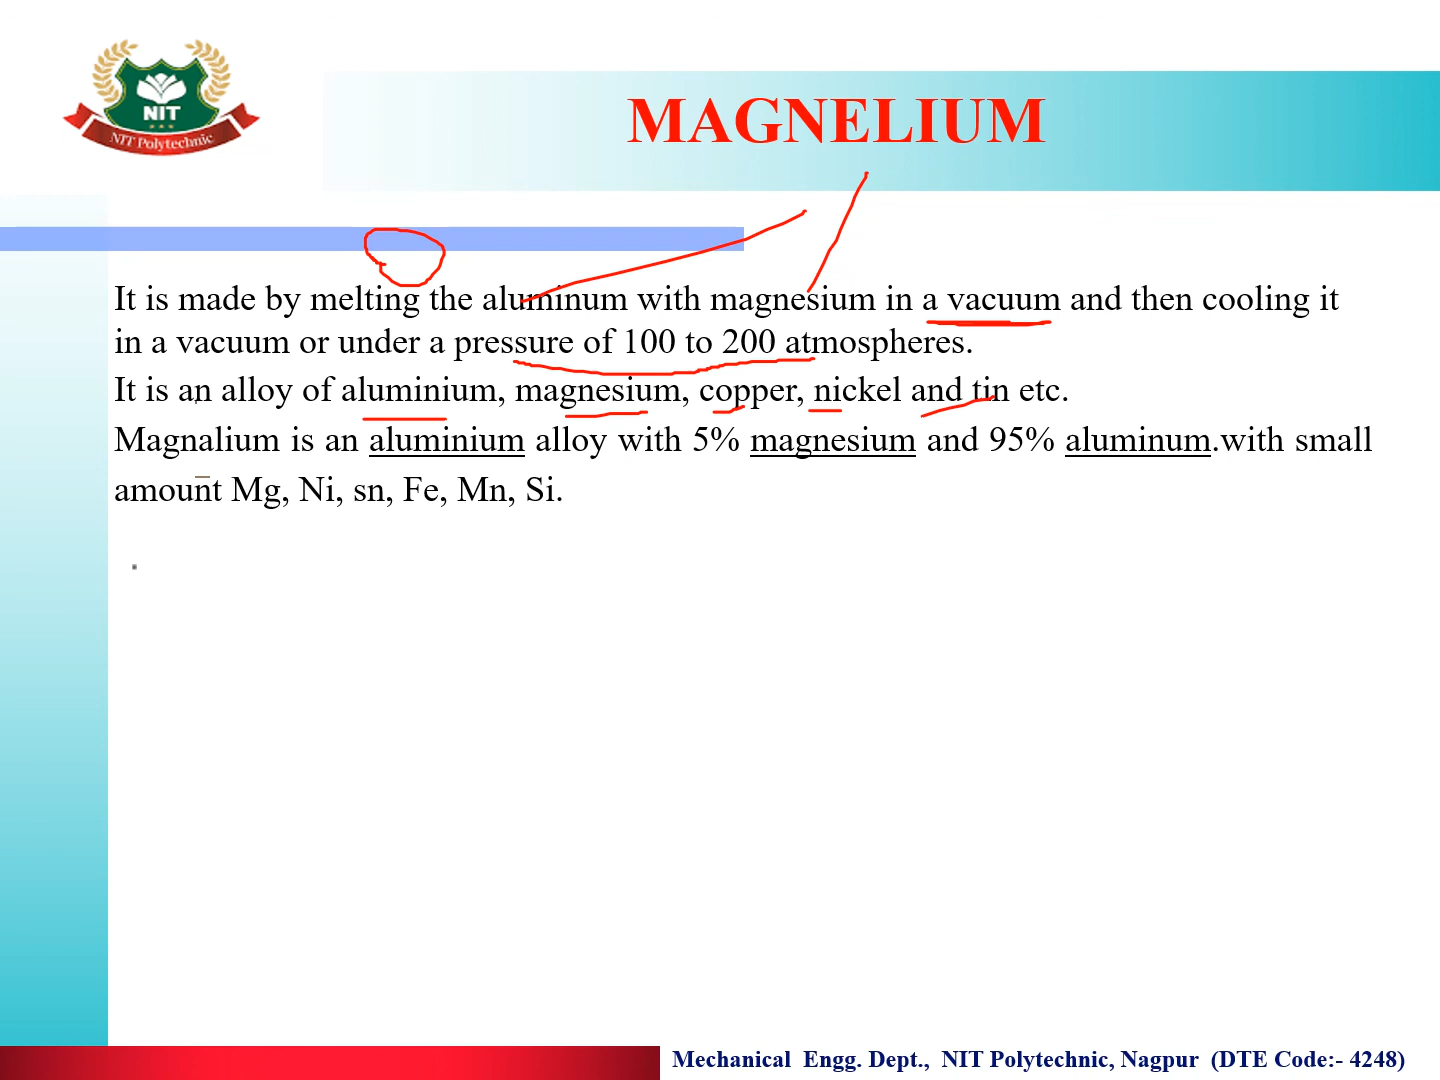 NIT
NIT Polytechnic
MAGNELIUM
It is made by melting the aluminum with magnesium in a vacuum and then cooling it
in a vacuum or under a pressure of 100 to 200 atmospheres.
It is an alloy of aluminium, magnesium, copper, nickel and tin etc.
Magnalium is an aluminium alloy with 5% magnesium and 95% aluminum.with small
amount Mg, Ni, sn, Fe, Mn, Si.
Mechanical Engg. Dept., NIT Polytechnic, Nagpur (DTE Code:- 4248)